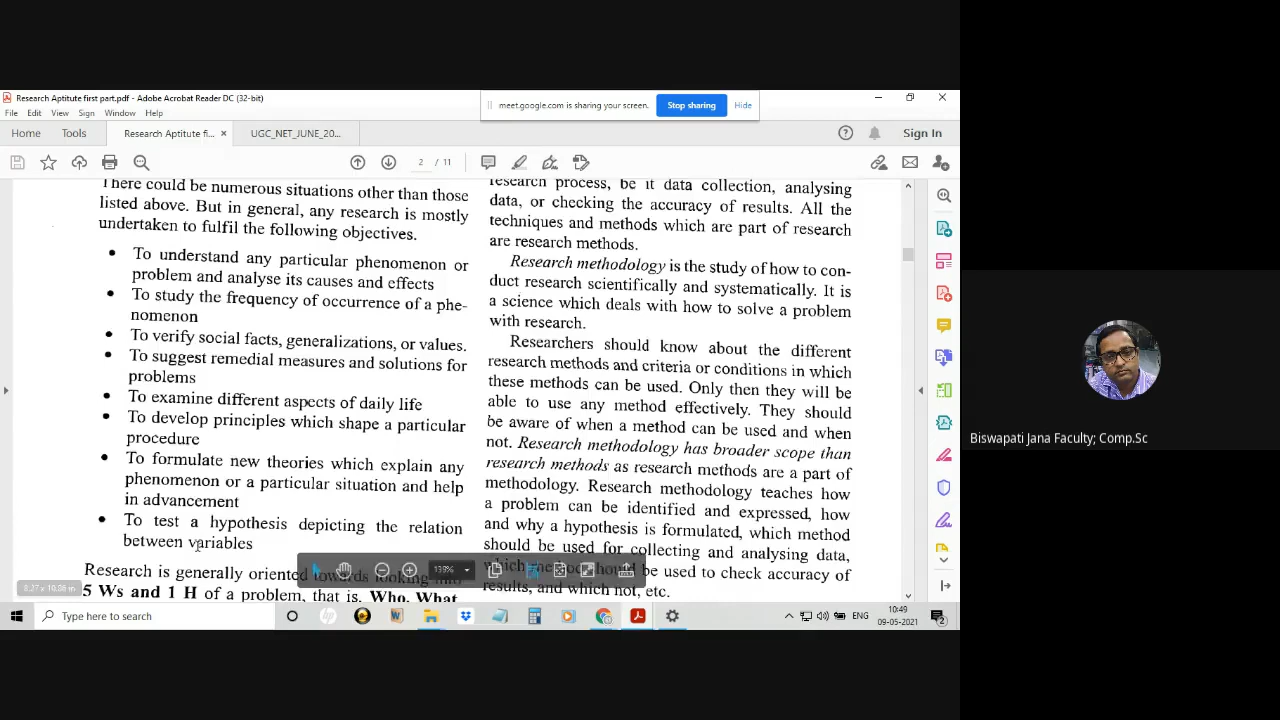 Research Aptitute first part.pdf - Adobe Acrobat Reader DC (32-bit)
meet.google.com is sharing your screen.
Stop sharing
Hide
File Edit View Sign Window Help
Home Tools Research Aptitute fi... × UGC_NET_JUNE_20... Sign In
2 / 11
There could be numerous situations other than those
listed above. But in general, any research is mostly
undertaken to fulfil the following objectives.
• To understand any particular phenomenon or
problem and analyse its causes and effects
• To study the frequency of occurrence of a phe-
nomenon
• To verify social facts, generalizations, or values.
• To suggest remedial measures and solutions for
problems
• To examine different aspects of daily life
• To develop principles which shape a particular
procedure
• To formulate new theories which explain any
phenomenon or a particular situation and help
in advancement
• To test a hypothesis depicting the relation
between variables
Research is generally oriented towards looking into
5 Ws and 1 H of a problem, that is, Who, What,
research process, be it data collection, analysing
data, or checking the accuracy of results. All the
techniques and methods which are part of research
are research methods.
Research methodology is the study of how to con-
duct research scientifically and systematically. It is
a science which deals with how to solve a problem
with research.
Researchers should know about the different
research methods and criteria or conditions in which
these methods can be used. Only then they will be
able to use any method effectively. They should
be aware of when a method can be used and when
not. Research methodology has broader scope than
research methods as research methods are a part of
methodology. Research methodology teaches how
a problem can be identified and expressed, how
and why a hypothesis is formulated, which method
should be used for collecting and analysing data,
which method should be used to check accuracy of
results, and which not, etc.
139%
8.27 x 10.58 in
Type here to search
ENG
10:49
09-05-2021
2
Biswapati Jana Faculty; Comp.Sc